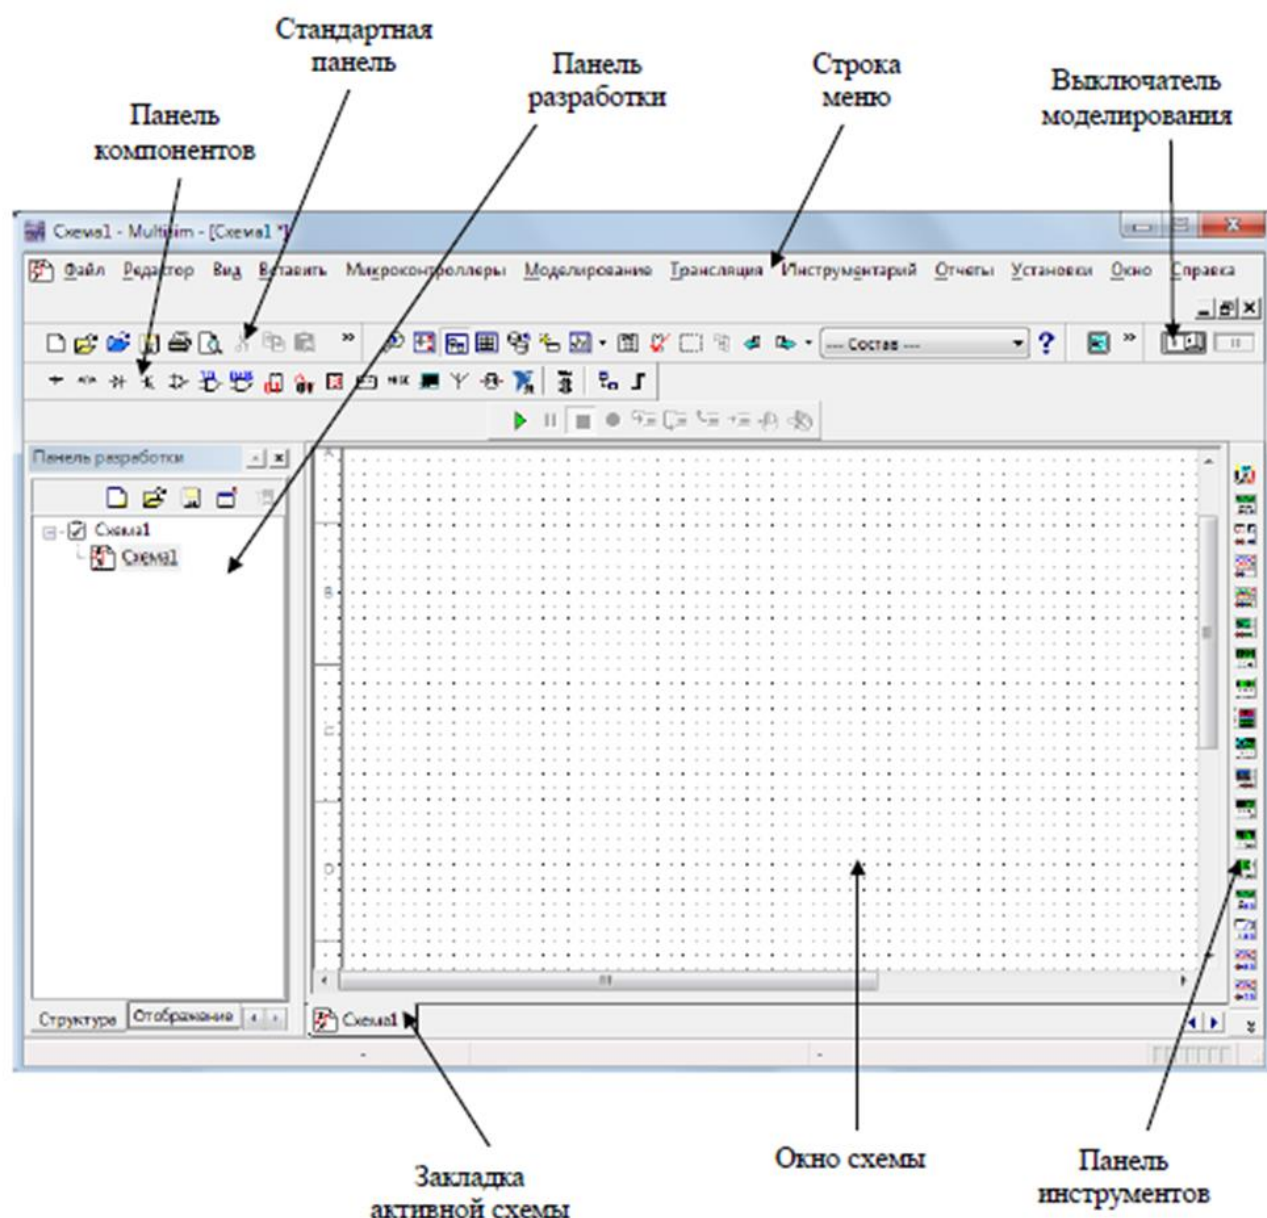 Стандартная
панель
Панель
разработки
Строка
меню
Выключатель
моделирования
Панель
компонентов
Схема1 - Multisim - [Схема1 *]
Файл Редактор Вид Вставить Микроконтроллеры Моделирование Трансляция Инструментарий Отчеты Установки Окно Справка
--- Состав ---
Панель разработки
Схема1
Схема1
A
B
C
D
Структура Отображение
Схема1
Закладка
активной схемы
Окно схемы
Панель
инструментов